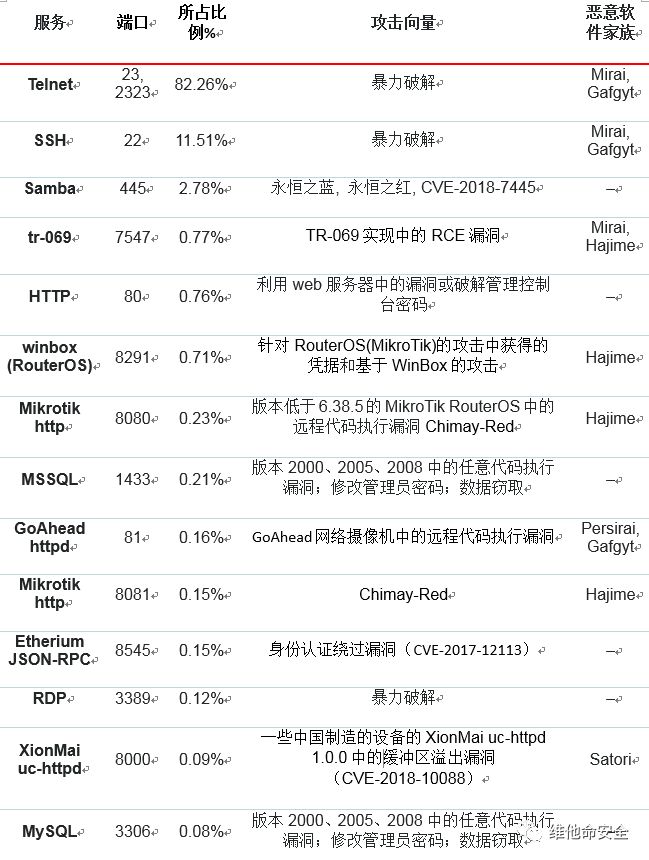 服务 端口 所占比例% 攻击向量 恶意软件家族
Telnet 23, 2323 82.26% 暴力破解 Mirai, Gafgyt
SSH 22 11.51% 暴力破解 Mirai, Gafgyt
Samba 445 2.78% 永恒之蓝, 永恒之红, CVE-2018-7445 –
tr-069 7547 0.77% TR-069实现中的 RCE 漏洞 Mirai, Hajime
HTTP 80 0.76% 利用 web 服务器中的漏洞或破解管理控制台密码 –
winbox (RouterOS) 8291 0.71% 针对 RouterOS(MikroTik)的攻击中获得的凭据和基于 WinBox 的攻击 Hajime
Mikrotik http 8080 0.23% 版本低于 6.38.5 的 MikroTik RouterOS 中的远程代码执行漏洞 Chimay-Red Hajime
MSSQL 1433 0.21% 版本 2000、2005、2008 中的任意代码执行漏洞；修改管理员密码；数据窃取 –
GoAhead httpd 81 0.16% GoAhead 网络摄像机中的远程代码执行漏洞 Persirai, Gafgyt
Mikrotik http 8081 0.15% Chimay-Red Hajime
Etherium JSON-RPC 8545 0.15% 身份认证绕过漏洞（CVE-2017-12113） –
RDP 3389 0.12% 暴力破解 –
XionMai uc-httpd 8000 0.09% 一些中国制造的设备的 XionMai uc-httpd 1.0.0 中的缓冲区溢出漏洞（CVE-2018-10088） Satori
MySQL 3306 0.08% 版本 2000、2005、2008 中的任意代码执行漏洞；修改管理员密码；数据窃取 –
维他命安全